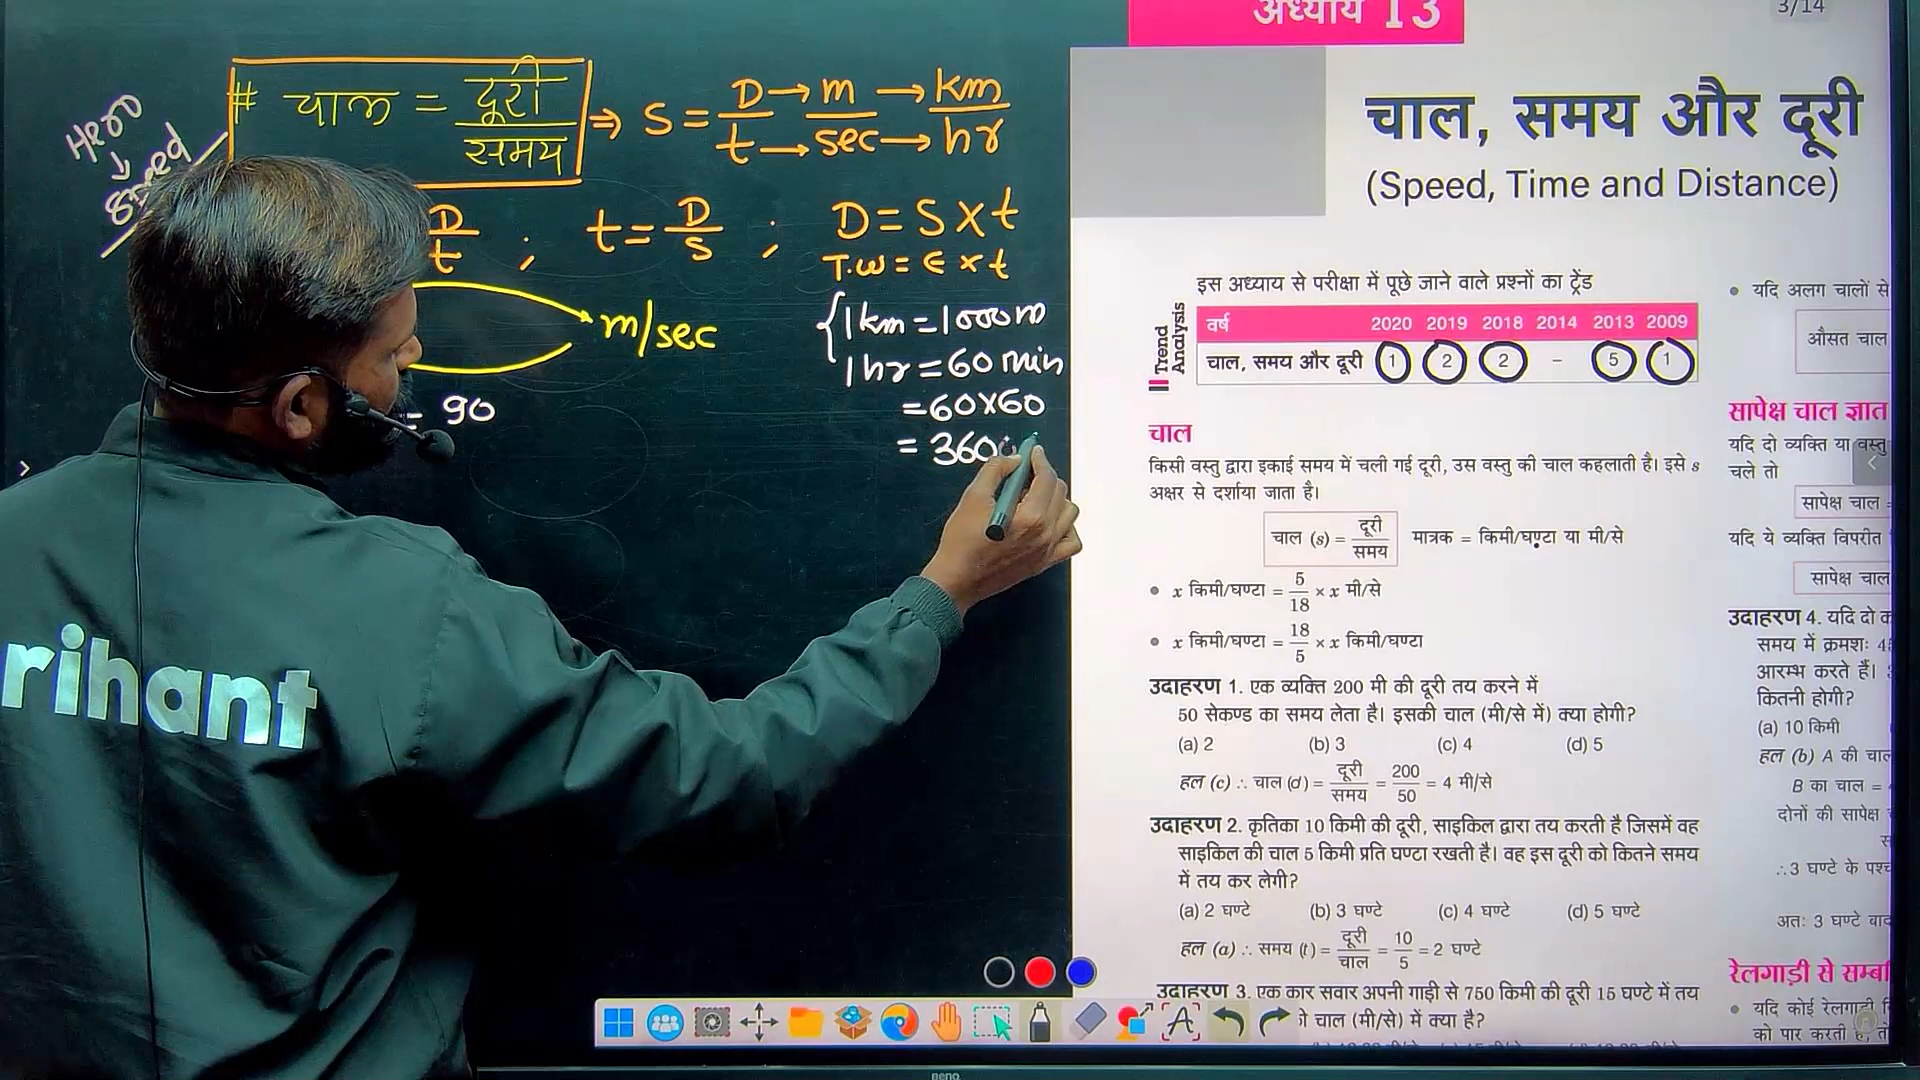 Hero
↓
Speed
# चाल = दूरी/समय ⇒ S = D/t → m/sec → km/hr
D/t ; t = D/S ; D = S × t
T.W = E × t
m/sec
{1 km = 1000 m
1 hr = 60 min
= 60×60
= 3600
= 90
rihant
अध्याय 13
3/14
चाल, समय और दूरी
(Speed, Time and Distance)
इस अध्याय से परीक्षा में पूछे जाने वाले प्रश्नों का ट्रेंड
Trend Analysis
वर्ष 2020 2019 2018 2014 2013 2009
चाल, समय और दूरी 1 2 2 – 5 1
चाल
किसी वस्तु द्वारा इकाई समय में चली गई दूरी, उस वस्तु की चाल कहलाती है। इसे s
अक्षर से दर्शाया जाता है।
चाल (s) = दूरी/समय मात्रक = किमी/घण्टा या मी/से
• x किमी/घण्टा = 5/18 × x मी/से
• x किमी/घण्टा = 18/5 × x किमी/घण्टा
उदाहरण 1. एक व्यक्ति 200 मी की दूरी तय करने में
50 सेकण्ड का समय लेता है। इसकी चाल (मी/से में) क्या होगी?
(a) 2 (b) 3 (c) 4 (d) 5
हल (c) ∴ चाल (d) = दूरी/समय = 200/50 = 4 मी/से
उदाहरण 2. कृतिका 10 किमी की दूरी, साइकिल द्वारा तय करती है जिसमें वह
साइकिल की चाल 5 किमी प्रति घण्टा रखती है। वह इस दूरी को कितने समय
में तय कर लेगी?
(a) 2 घण्टे (b) 3 घण्टे (c) 4 घण्टे (d) 5 घण्टे
हल (a) ∴ समय (t) = दूरी/चाल = 10/5 = 2 घण्टे
उदाहरण 3. एक कार सवार अपनी गाड़ी से 750 किमी की दूरी 15 घण्टे में तय
चाल (मी/से) में क्या है?
• यदि अलग चालों से
औसत चाल
सापेक्ष चाल ज्ञात
यदि दो व्यक्ति या वस्तु
चले तो
सापेक्ष चाल =
यदि ये व्यक्ति विपरीत
सापेक्ष चाल
उदाहरण 4. यदि दो
समय में क्रमशः
आरम्भ करते हैं।
कितनी होगी?
(a) 10 किमी
हल (b) A की चाल
B का चाल =
दोनों की सापेक्ष
∴ 3 घण्टे के
अतः 3 घण्टे बाद
रेलगाड़ी से
• यदि कोई रेलगाड़ी
को पार करती है, तो